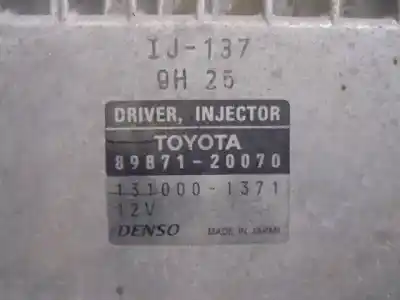 IJ-137
9H 25
DRIVER, INJECTOR
TOYOTA
89871-20070
131000-1371
12V
DENSO MADE IN JAPAN